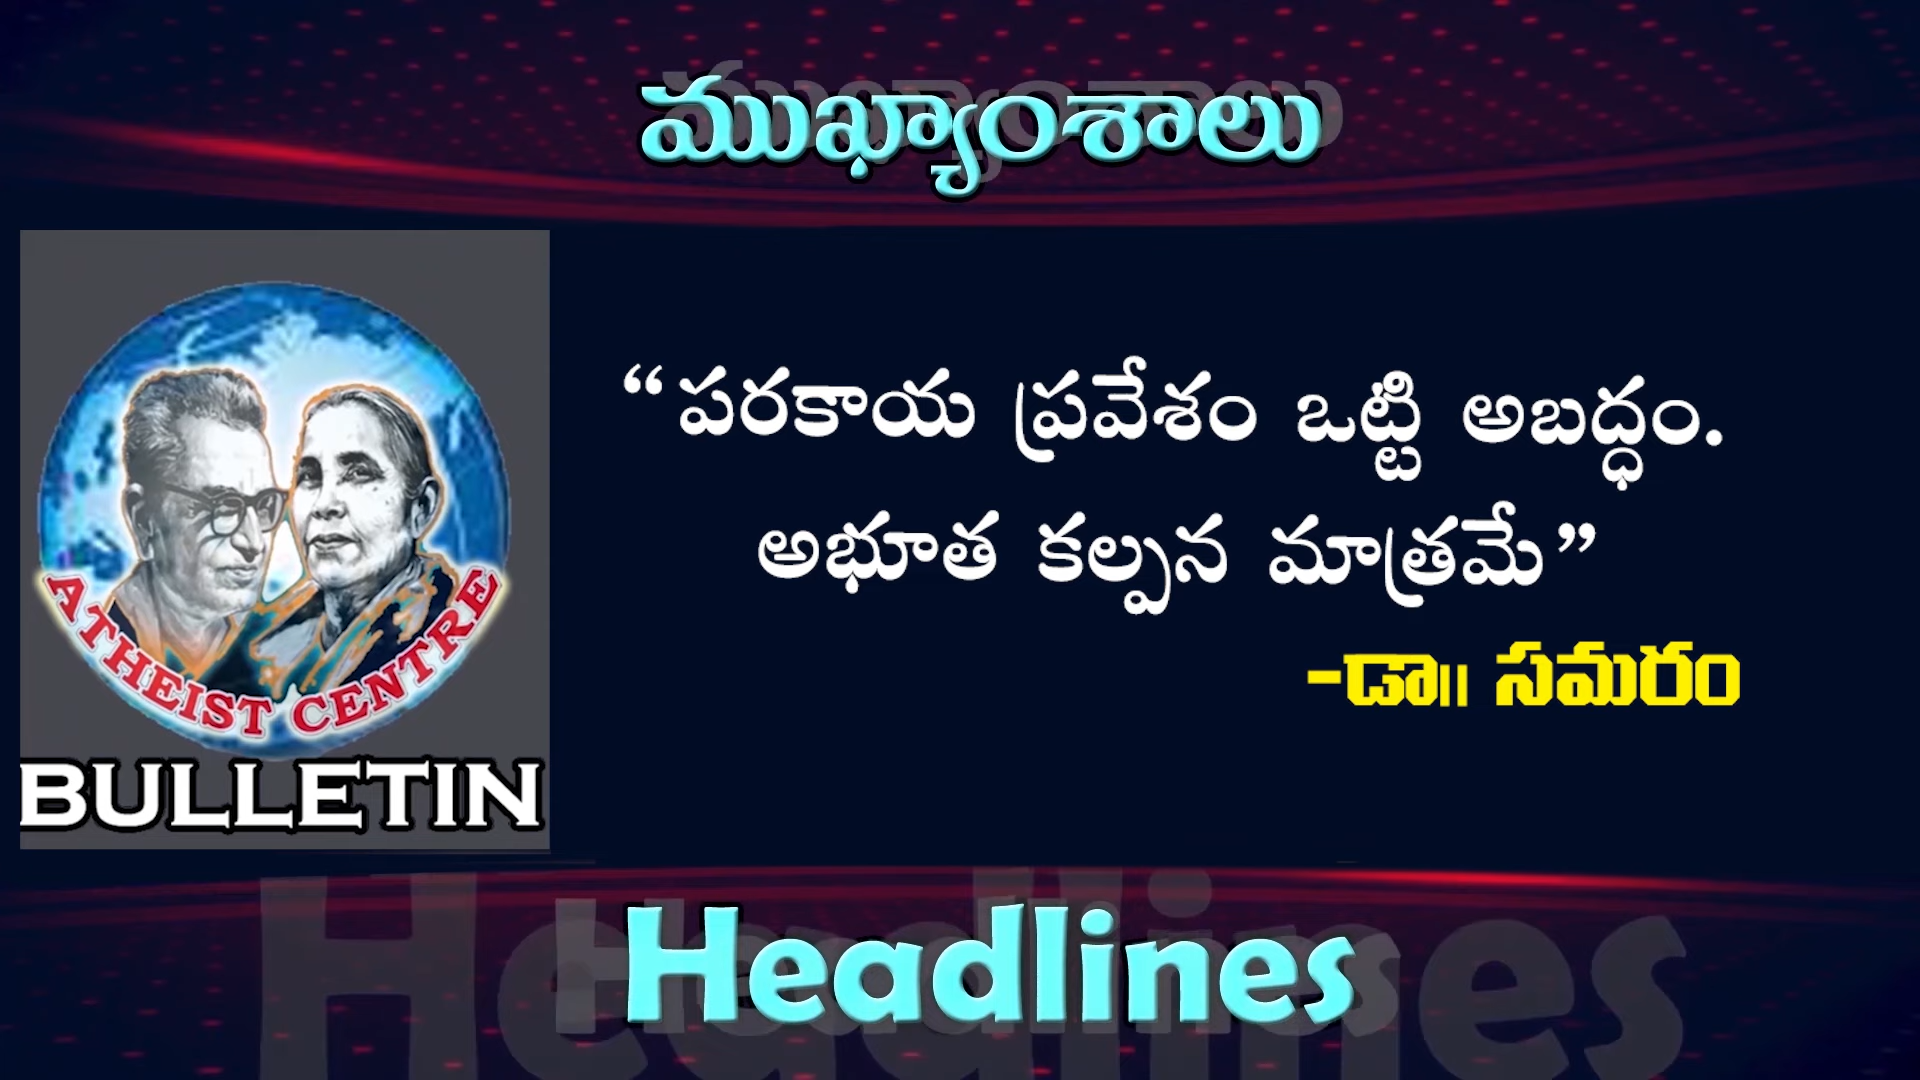 ముఖ్యాంశాలు
“పరకాయ ప్రవేశం ఒట్టి అబద్ధం.
అభూత కల్పన మాత్రమే”
-డా॥ సమరం
ATHEIST CENTRE
BULLETIN
Headlines